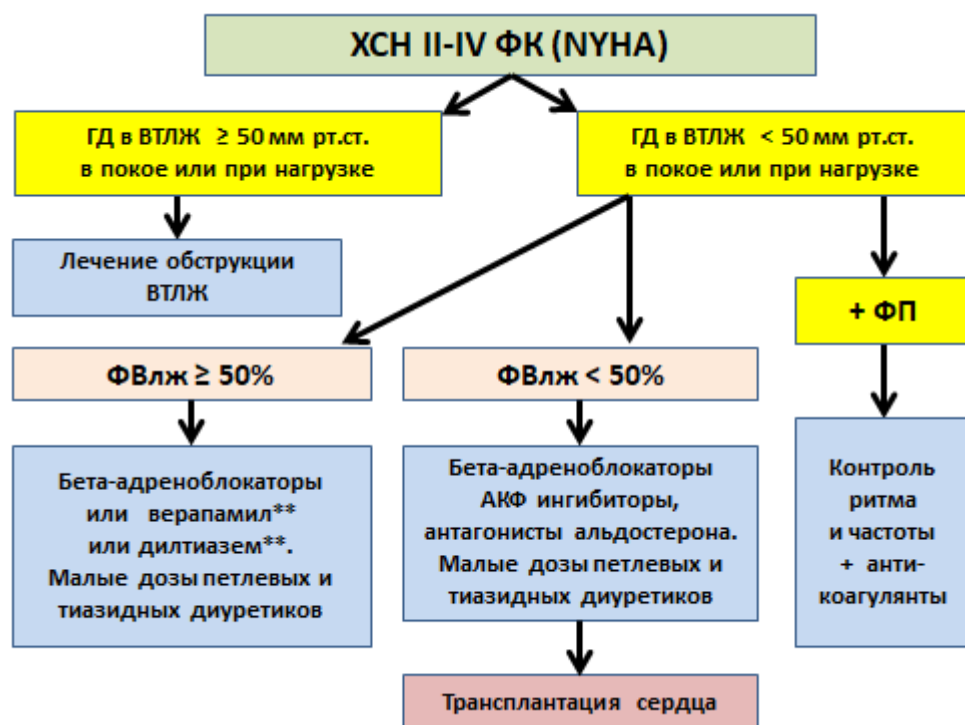 ХСН II-IV ФК (NYHA)
ГД в ВТЛЖ ≥ 50 мм рт.ст.
в покое или при нагрузке
ГД в ВТЛЖ < 50 мм рт.ст.
в покое или при нагрузке
Лечение обструкции
ВТЛЖ
+ ФП
ФВлж ≥ 50%
ФВлж < 50%
Бета-адреноблокаторы
или верапамил**
или дилтиазем**.
Малые дозы петлевых и
тиазидных диуретиков
Бета-адреноблокаторы
АКФ ингибиторы,
антагонисты альдостерона.
Малые дозы петлевых и
тиазидных диуретиков
Контроль
ритма
и частоты
+ анти-
коагулянты
Трансплантация сердца